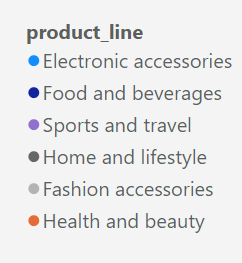 product_line
Electronic accessories
Food and beverages
Sports and travel
Home and lifestyle
Fashion accessories
Health and beauty